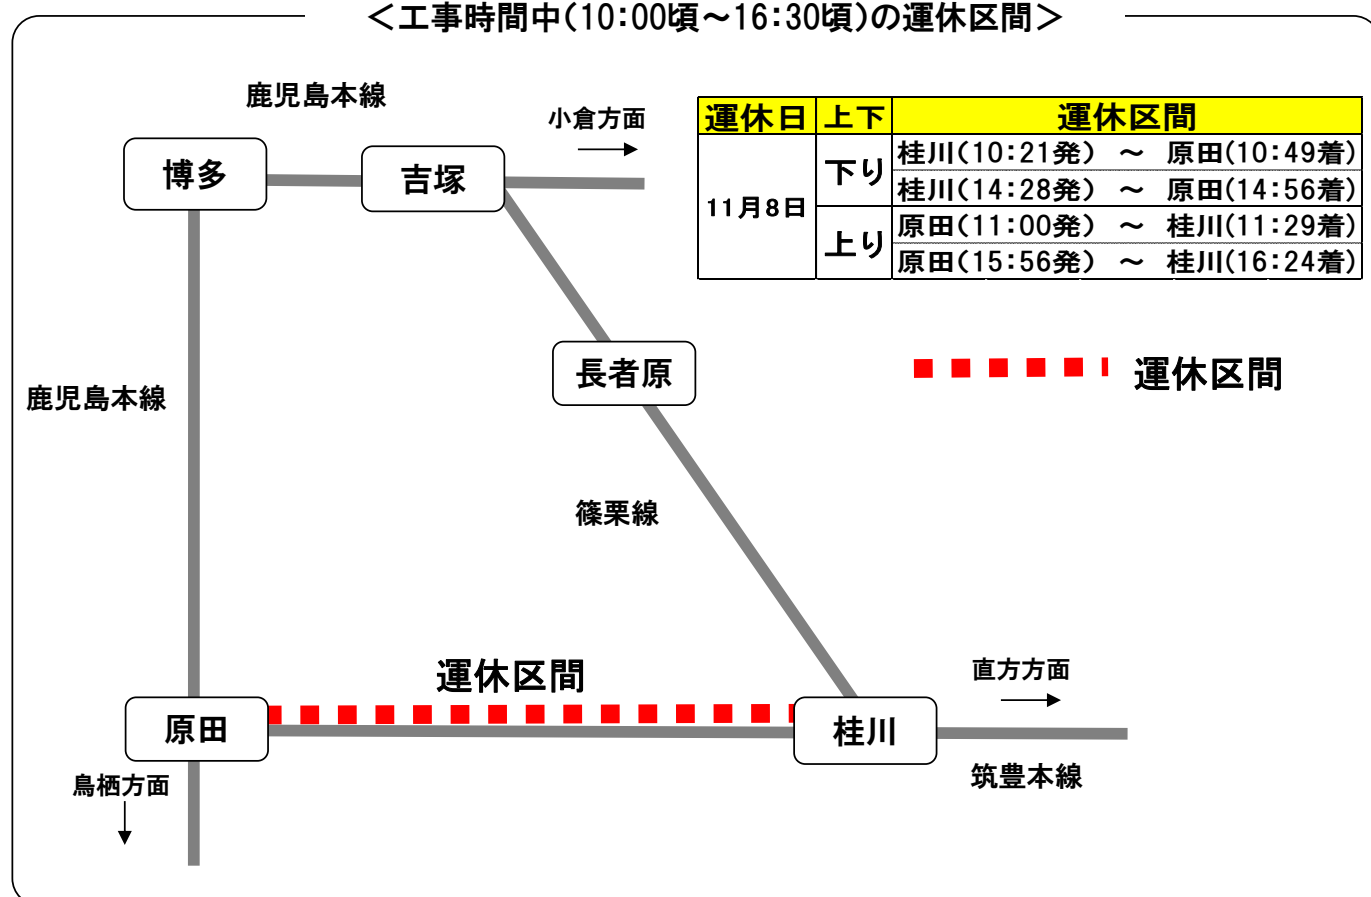 ＜工事時間中(10:00頃～16:30頃)の運休区間＞
鹿児島本線
小倉方面
博多
吉塚
運休日 上下 運休区間
11月8日
下り
桂川(10:21発) ～ 原田(10:49着)
桂川(14:28発) ～ 原田(14:56着)
上り
原田(11:00発) ～ 桂川(11:29着)
原田(15:56発) ～ 桂川(16:24着)
長者原
運休区間
鹿児島本線
篠栗線
運休区間
直方方面
原田
桂川
鳥栖方面
筑豊本線